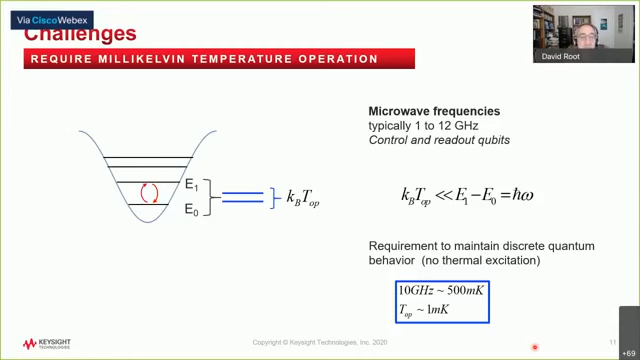 Via Cisco Webex
Challenges
REQUIRE MILLIKELVIN TEMPERATURE OPERATION
David Root
Microwave frequencies
typically 1 to 12 GHz
Control and readout qubits
E₁
E₀
k_B T_op
k_B T_op << E₁ − E₀ = ħω
Requirement to maintain discrete quantum
behavior (no thermal excitation)
10GHz ~ 500mK
T_op ~ 1mK
KEYSIGHT
TECHNOLOGIES
Copyright © Keysight Technologies, Inc. 2020
11
+69